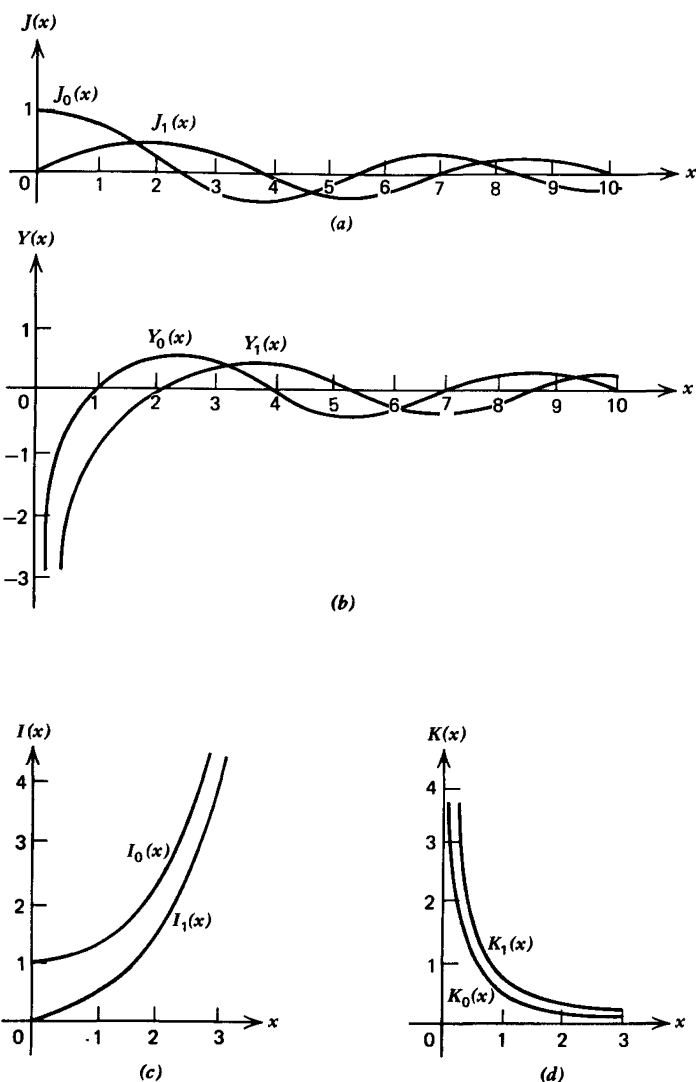 J(x)
J₀(x)
J₁(x)
1
0 1 2 3 4 5 6 7 8 9 10 x
(a)
Y(x)
1
Y₀(x) Y₁(x)
0 1 2 3 4 5 6 7 8 9 10 x
−1
−2
−3
(b)
I(x)
4
3
I₀(x)
2
I₁(x)
1
0 1 2 3 x
(c)
K(x)
4
3
2
K₁(x)
1
K₀(x)
0 1 2 3 x
(d)